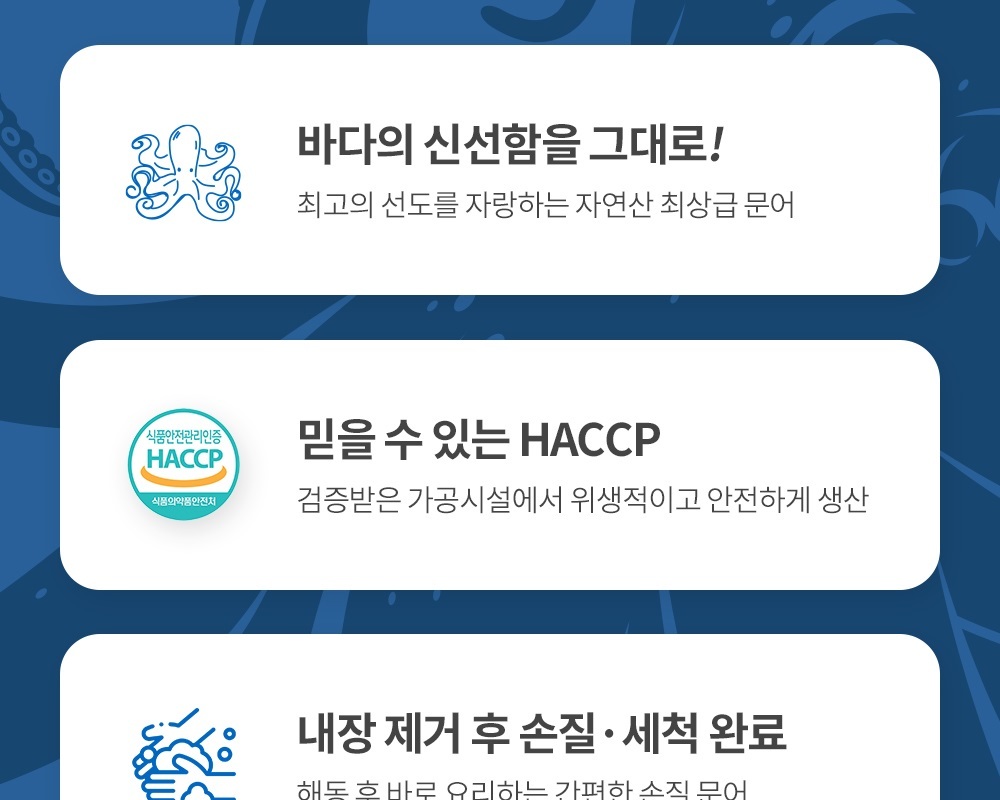 바다의 신선함을 그대로!
최고의 선도를 자랑하는 자연산 최상급 문어
식품안전관리인증
HACCP
식품의약품안전처
믿을 수 있는 HACCP
검증받은 가공시설에서 위생적이고 안전하게 생산
내장 제거 후 손질·세척 완료
해동 후 바로 요리하는 간편한 손질 문어